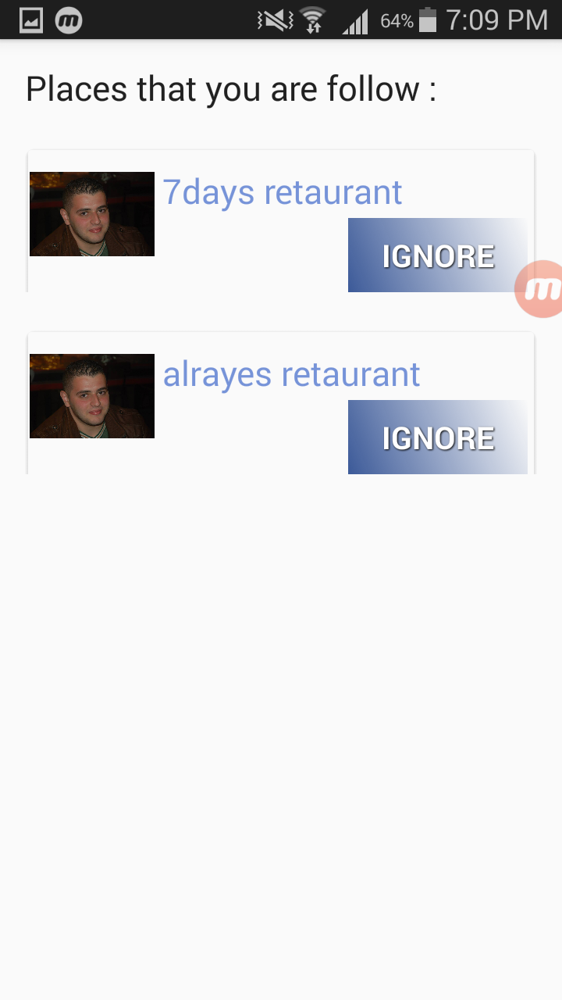 64% 7:09 PM
Places that you are follow :
7days retaurant
IGNORE
m
alrayes retaurant
IGNORE